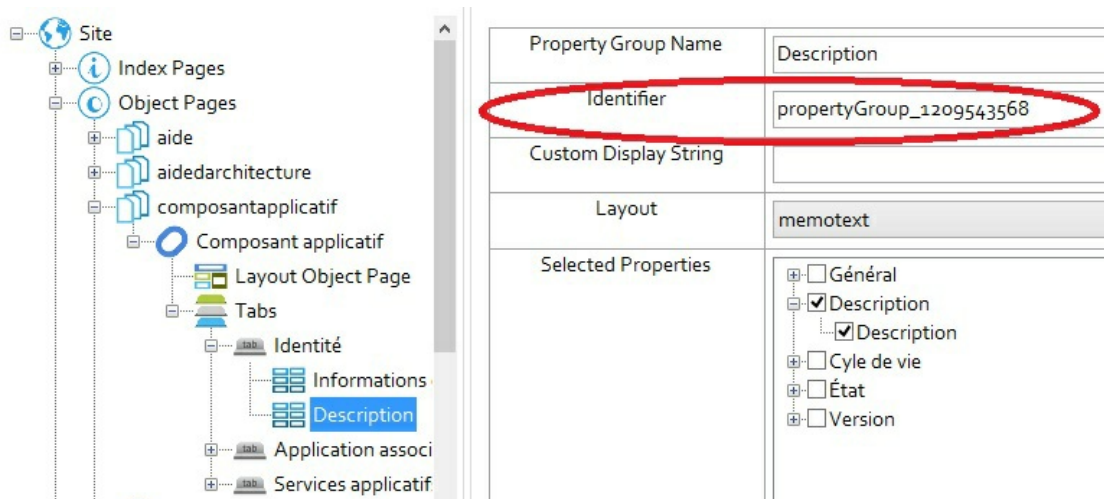 Site
Index Pages
Object Pages
aide
aidedarchitecture
composantapplicatif
Composant applicatif
Layout Object Page
Tabs
tab Identité
Informations
Description
tab Application associ
tab Services applicatif
Property Group Name
Description
Identifier
propertyGroup_1209543568
Custom Display String
Layout
memotext
Selected Properties
Général
Description
Description
Cyle de vie
État
Version